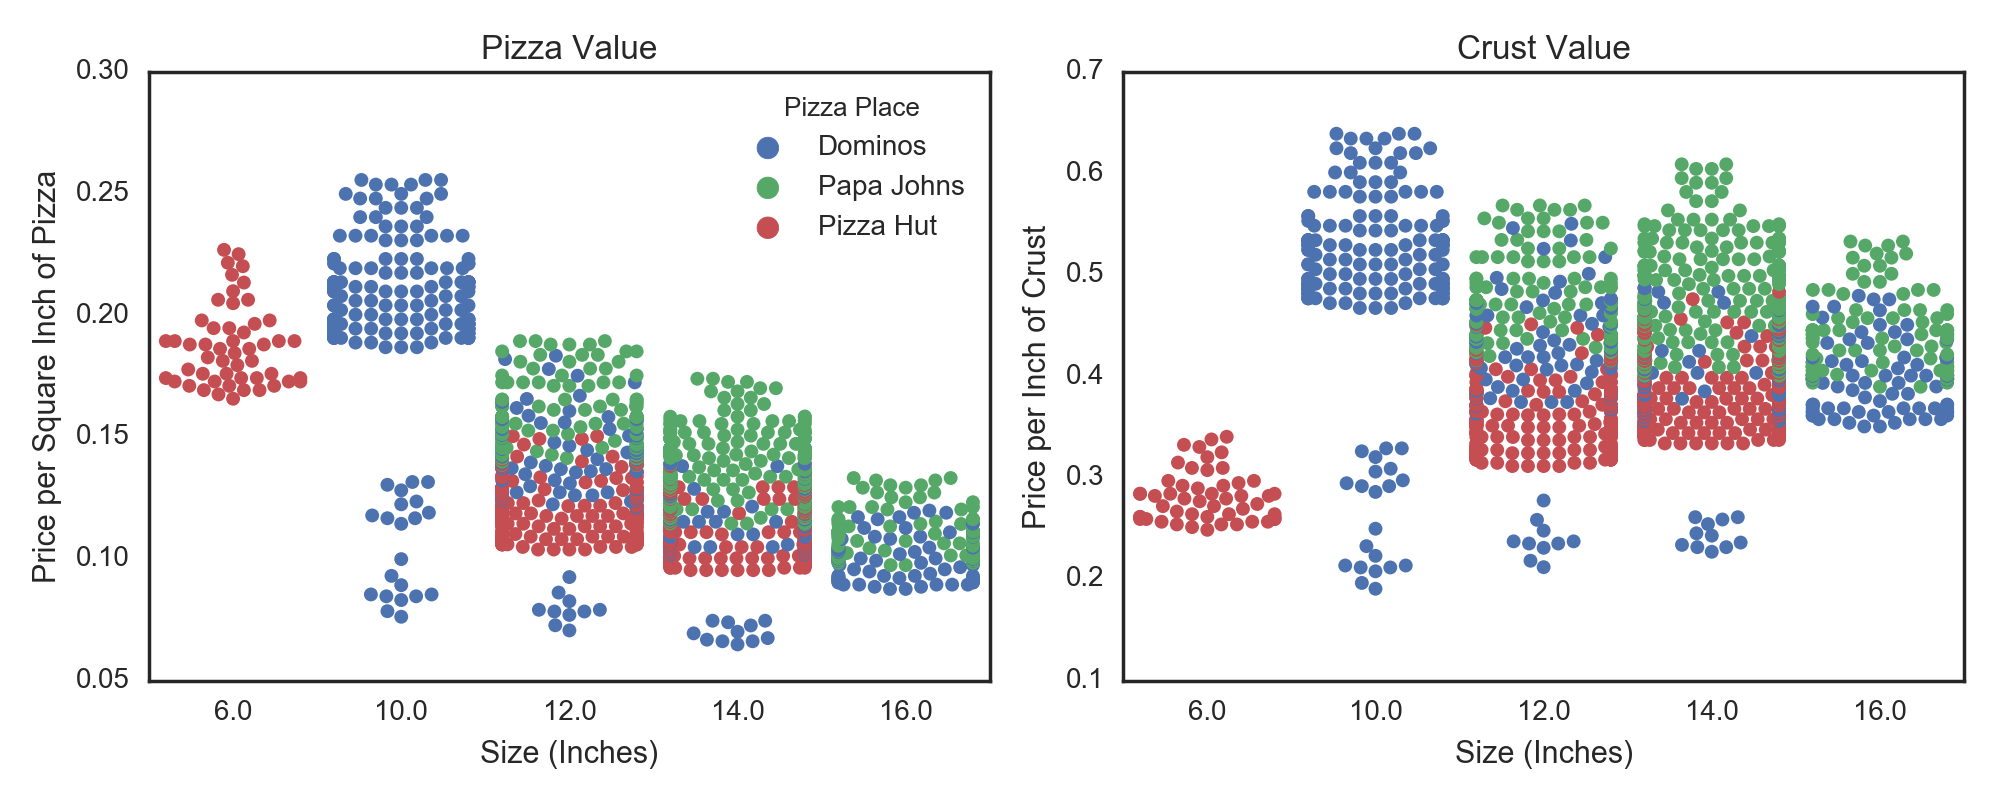 Pizza Value
0.30
0.25
0.20
0.15
0.10
0.05
Price per Square Inch of Pizza
Pizza Place
Dominos
Papa Johns
Pizza Hut
6.0 10.0 12.0 14.0 16.0
Size (Inches)
Crust Value
0.7
0.6
0.5
0.4
0.3
0.2
0.1
Price per Inch of Crust
6.0 10.0 12.0 14.0 16.0
Size (Inches)